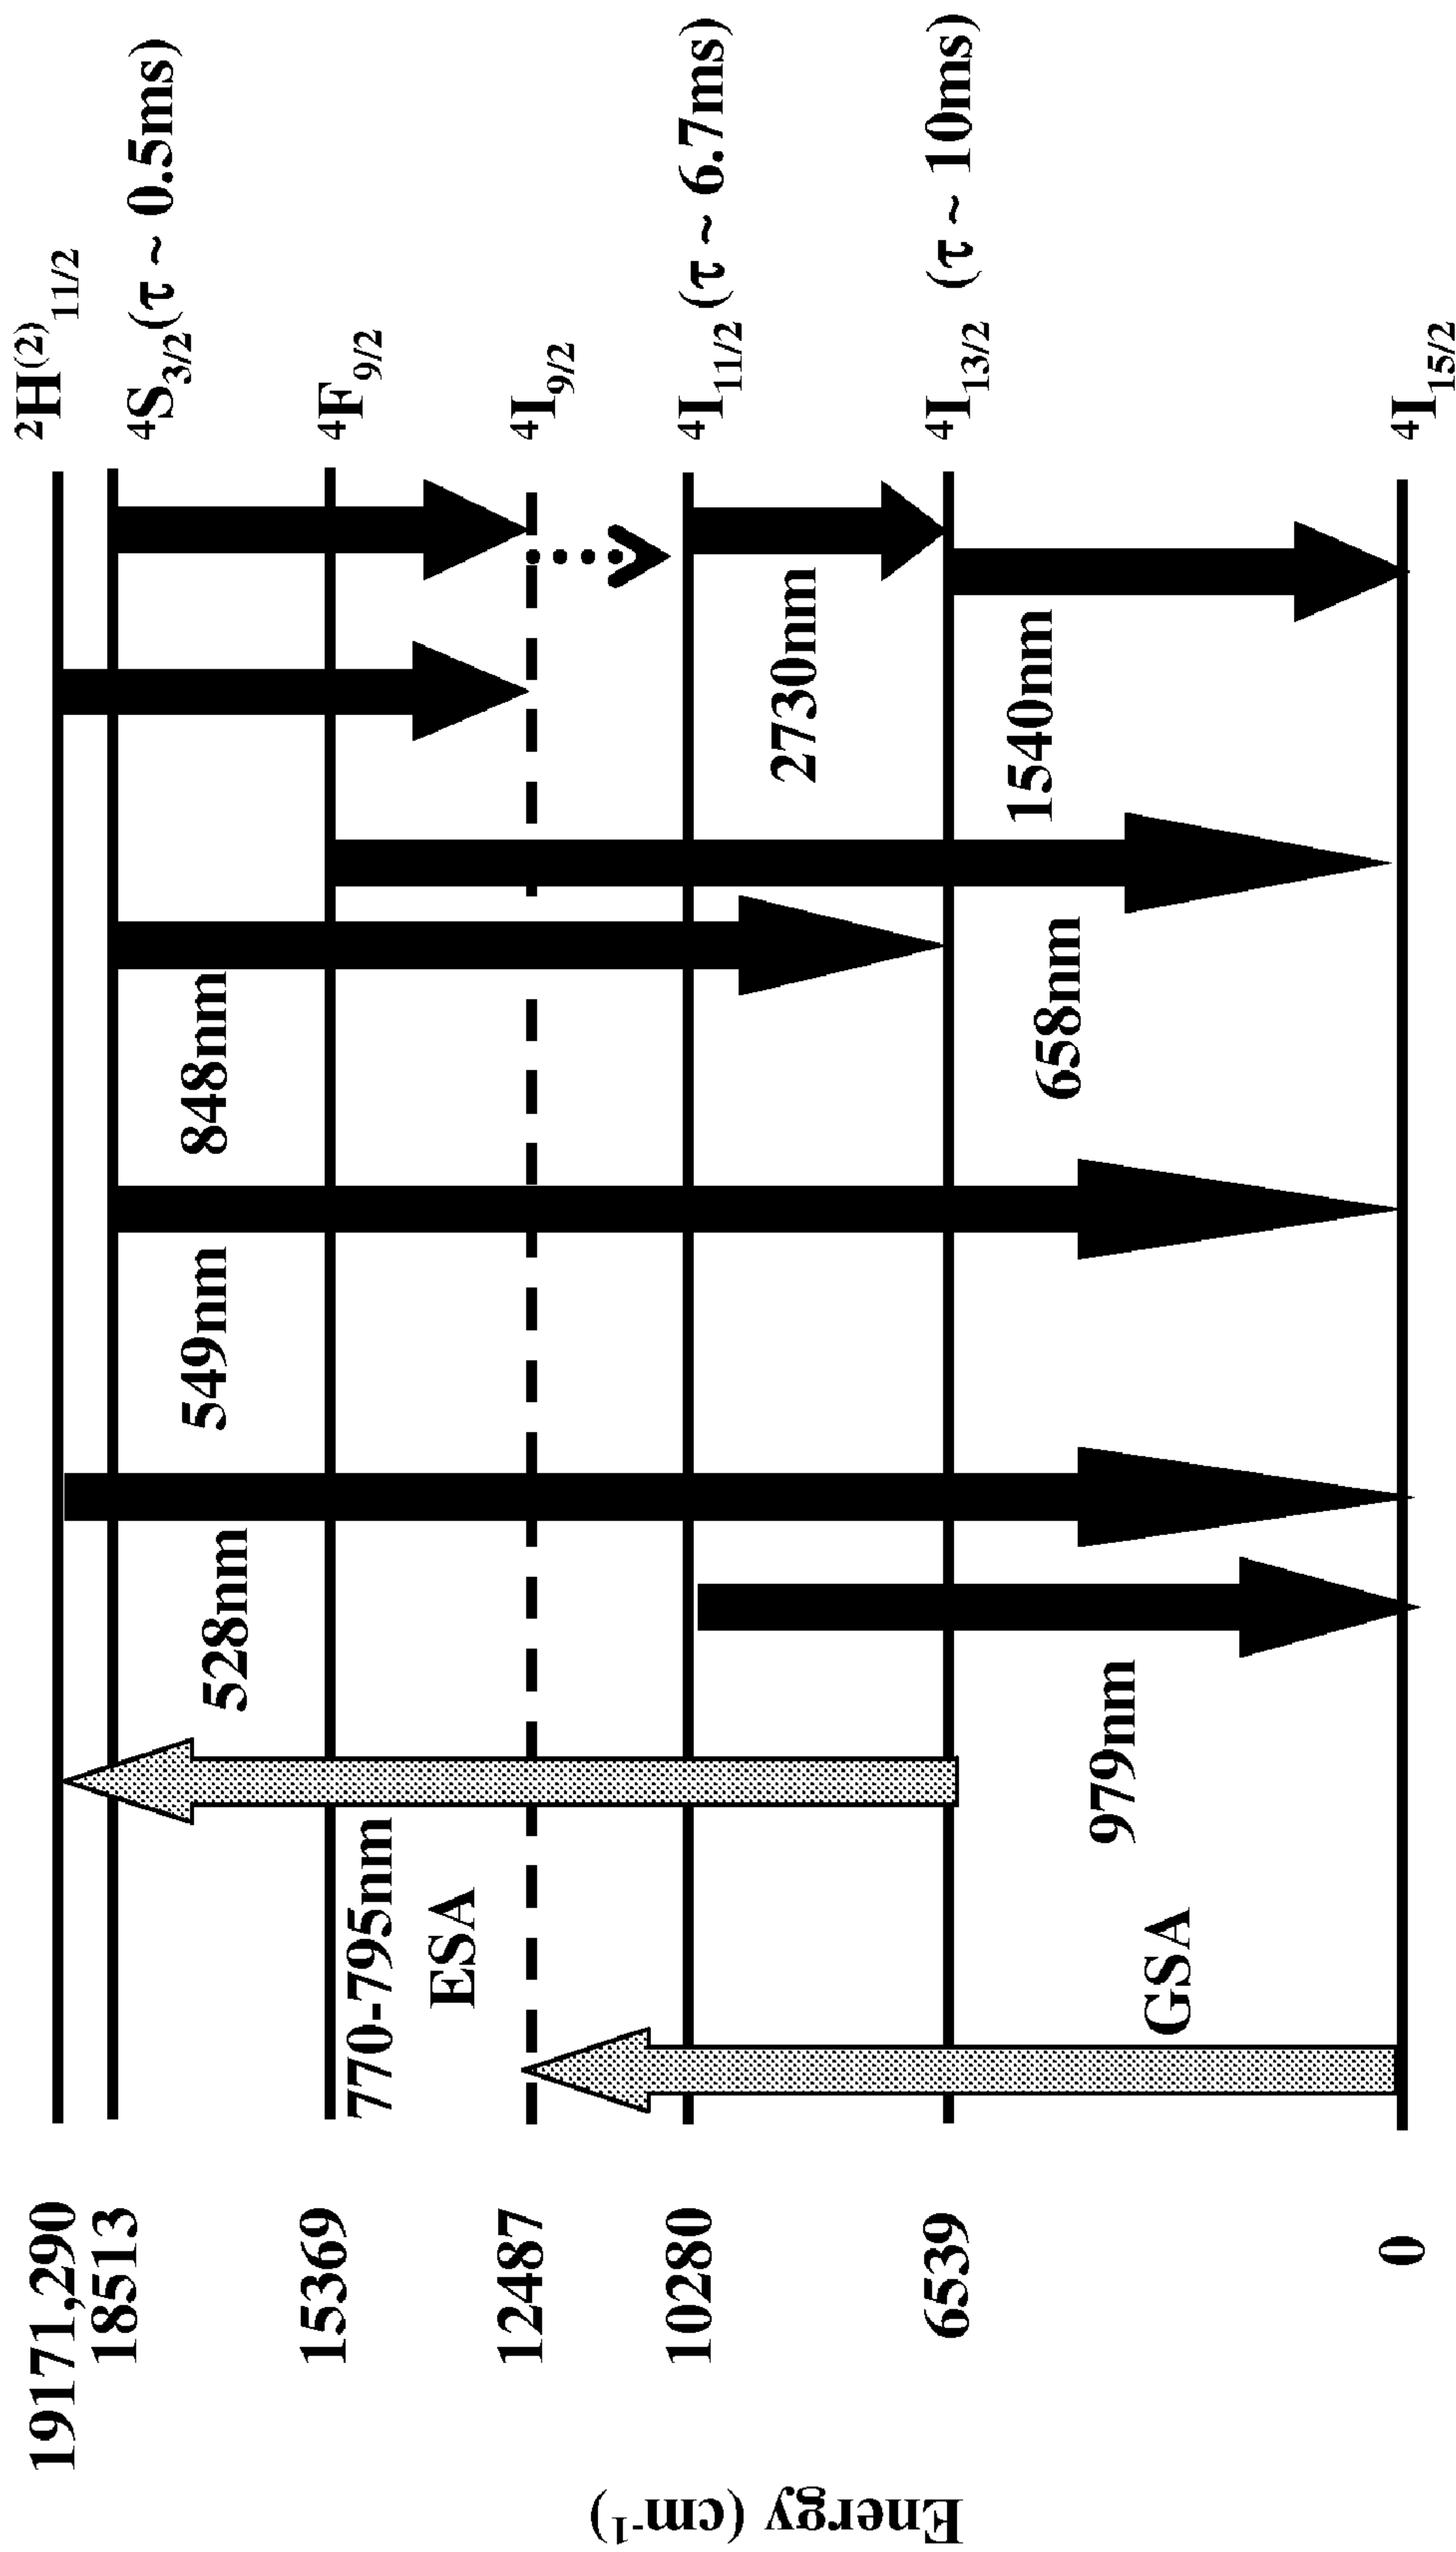 Energy (cm⁻¹)
19171,290
18513
15369
12487
10280
6539
0
²H⁽²⁾₁₁/₂
⁴S₃/₂(τ ~ 0.5ms)
⁴F₉/₂
⁴I₉/₂
⁴I₁₁/₂(τ ~ 6.7ms)
⁴I₁₃/₂ (τ ~ 10ms)
⁴I₁₅/₂
770-795nm
ESA
GSA
979nm
528nm
549nm
848nm
658nm
2730nm
1540nm